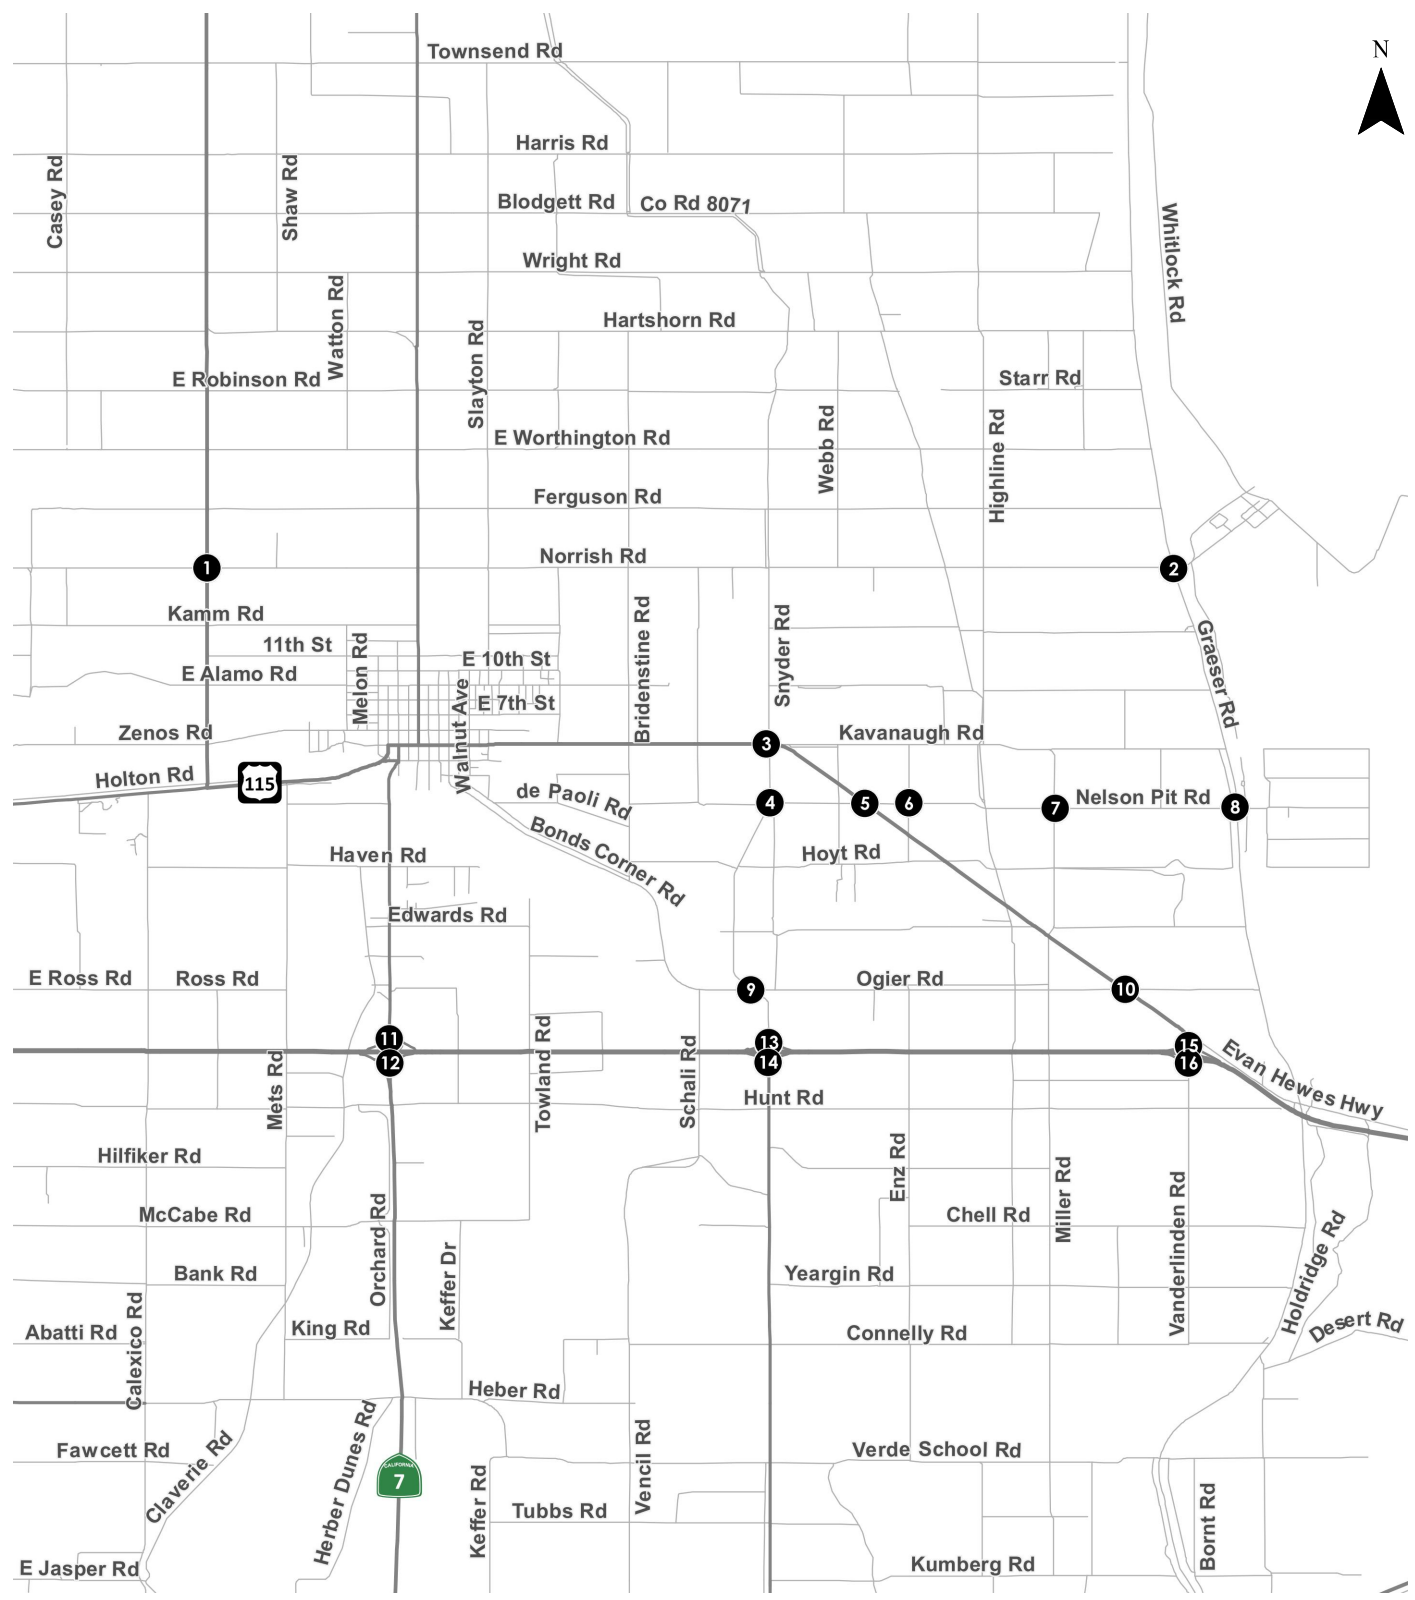 N
Townsend Rd
Harris Rd
Casey Rd
Shaw Rd
Blodgett Rd
Co Rd 8071
Whitlock Rd
Wright Rd
Watton Rd
Hartshorn Rd
Slayton Rd
E Robinson Rd
Starr Rd
E Worthington Rd
Webb Rd
Highline Rd
Ferguson Rd
Norrish Rd
1
2
Kamm Rd
Bridenstine Rd
Snyder Rd
Graeser Rd
11th St
Melon Rd
E 10th St
E Alamo Rd
E 7th St
Walnut Ave
Zenos Rd
3
Kavanaugh Rd
Holton Rd
115
de Paoli Rd
4
5
6
7
Nelson Pit Rd
8
Bonds Corner Rd
Haven Rd
Hoyt Rd
Edwards Rd
E Ross Rd
Ross Rd
9
Ogier Rd
10
11
12
13
14
15
16
Evan Hewes Hwy
Mets Rd
Towland Rd
Schali Rd
Hunt Rd
Hilfiker Rd
Enz Rd
Miller Rd
Vanderlinden Rd
McCabe Rd
Orchard Rd
Chell Rd
Keffer Dr
Holdridge Rd
Bank Rd
Yeargin Rd
Calexico Rd
Abatti Rd
King Rd
Connelly Rd
Desert Rd
Heber Rd
Fawcett Rd
Claverie Rd
Herber Dunes Rd
CALIFORNIA
7
Keffer Rd
Vencil Rd
Verde School Rd
Tubbs Rd
Bornt Rd
E Jasper Rd
Kumberg Rd